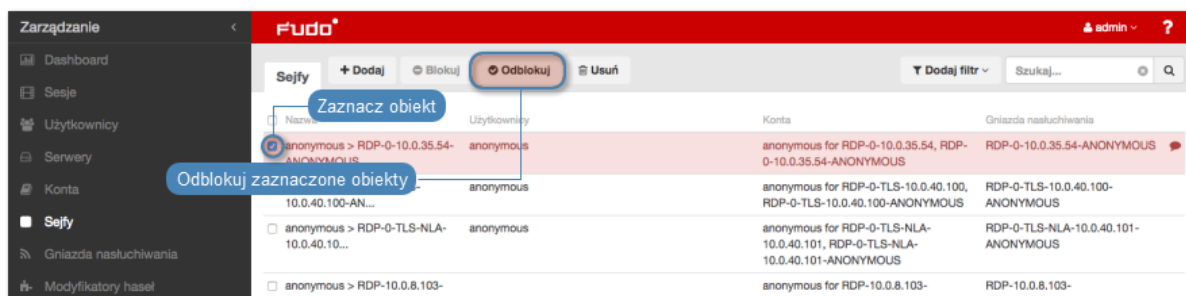 Zarządzanie
FUDO
admin
?
Dashboard
Sesje
Użytkownicy
Serwery
Konta
Sejfy
Gniazda nasłuchiwania
Modyfikatory haseł
Sejfy
+ Dodaj
Blokuj
Odblokuj
Usuń
Dodaj filtr
Szukaj...
Zaznacz obiekt
Użytkownicy
Konta
Gniazda nasłuchiwania
anonymous > RDP-0-10.0.35.54-
ANONYMOUS
anonymous
anonymous for RDP-0-10.0.35.54, RDP-
0-10.0.35.54-ANONYMOUS
RDP-0-10.0.35.54-ANONYMOUS
Odblokuj zaznaczone obiekty
10.0.40.100-AN...
anonymous
anonymous for RDP-0-TLS-10.0.40.100,
RDP-0-TLS-10.0.40.100-ANONYMOUS
RDP-0-TLS-10.0.40.100-
ANONYMOUS
anonymous > RDP-0-TLS-NLA-
10.0.40.10...
anonymous
anonymous for RDP-0-TLS-NLA-
10.0.40.101, RDP-0-TLS-NLA-
10.0.40.101-ANONYMOUS
RDP-0-TLS-NLA-10.0.40.101-
ANONYMOUS
anonymous > RDP-10.0.8.103-
anonymous for RDP-10.0.8.103-
RDP-10.0.8.103-